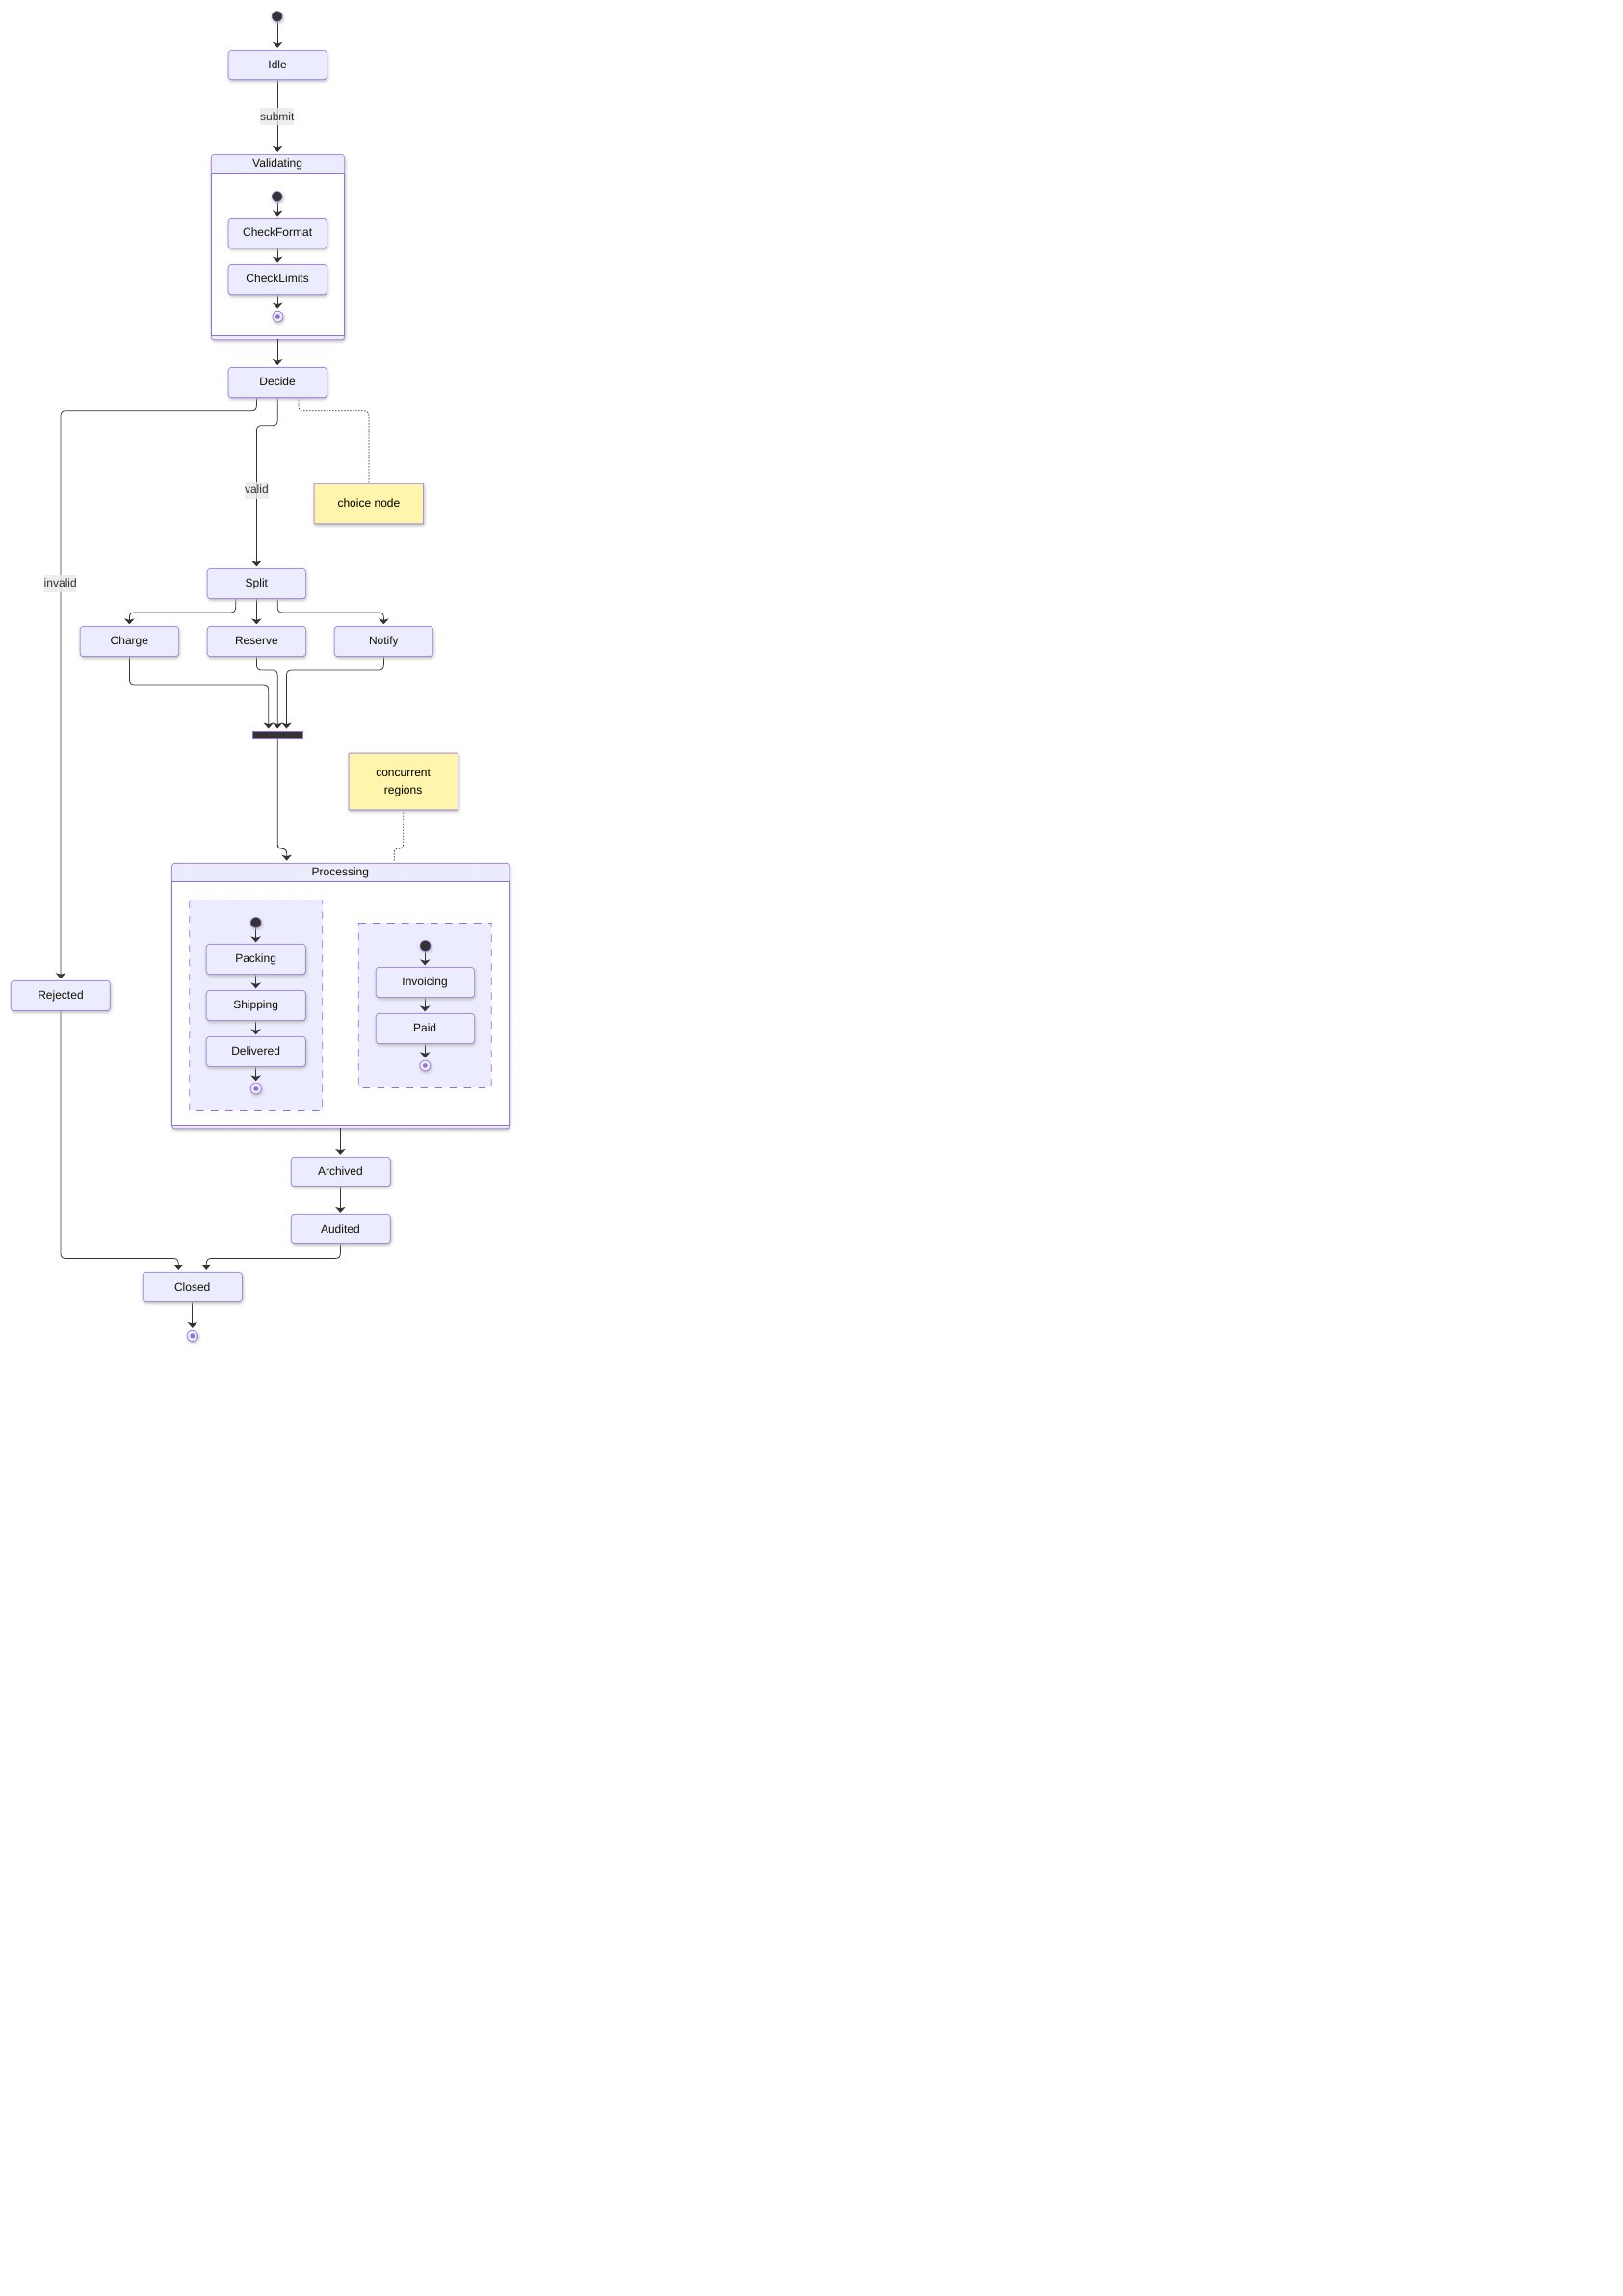 Idle
submit
Validating
CheckFormat
CheckLimits
Decide
valid
choice node
invalid
Split
Charge
Reserve
Notify
concurrent
regions
Processing
Packing
Invoicing
Rejected
Shipping
Paid
Delivered
Archived
Audited
Closed